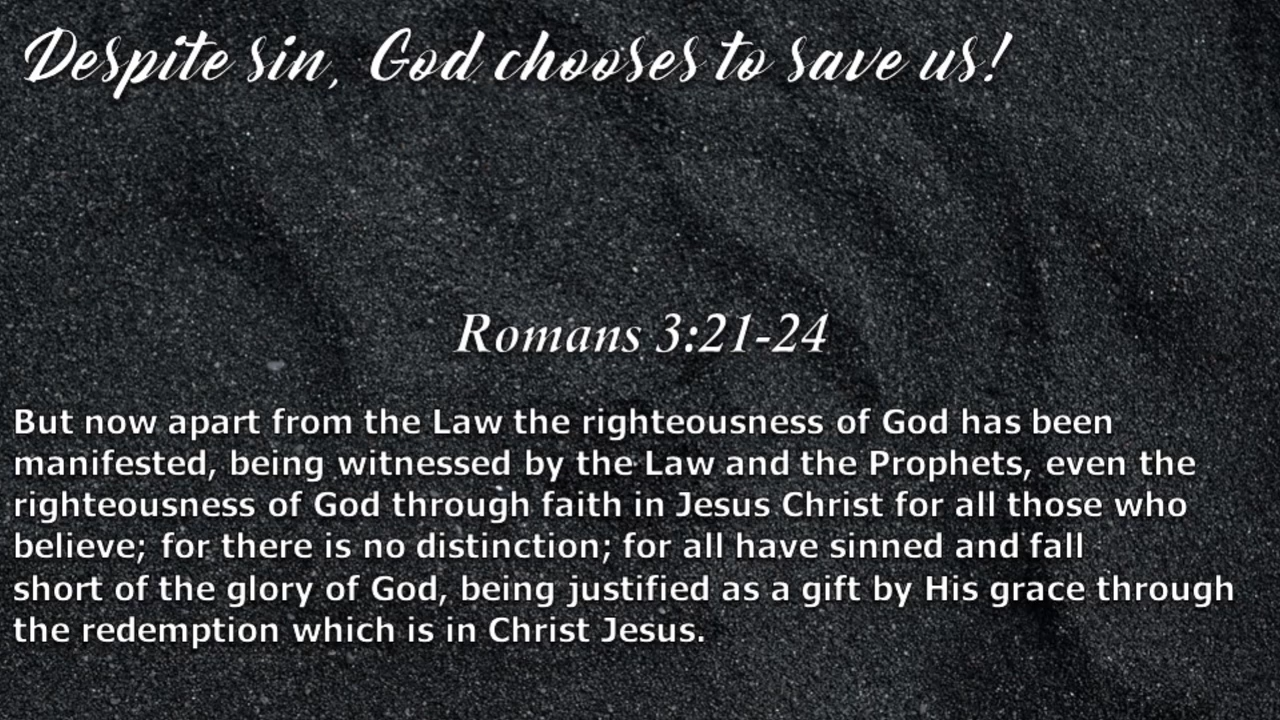 Despite sin, God chooses to save us!
Romans 3:21-24
But now apart from the Law the righteousness of God has been
manifested, being witnessed by the Law and the Prophets, even the
righteousness of God through faith in Jesus Christ for all those who
believe; for there is no distinction; for all have sinned and fall
short of the glory of God, being justified as a gift by His grace through
the redemption which is in Christ Jesus.